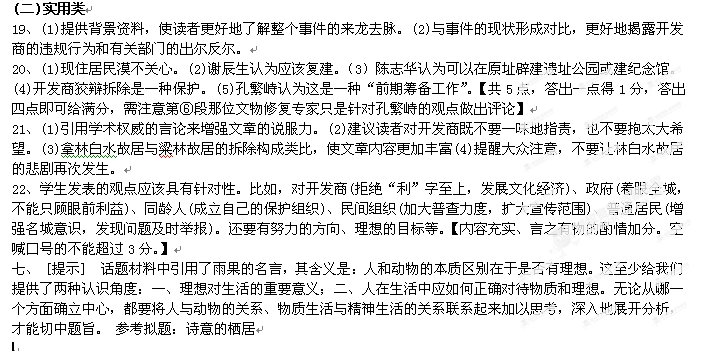 (二)实用类
19、(1)提供背景资料，使读者更好地了解整个事件的来龙去脉。(2)与事件的现状形成对比，更好地揭露开发
商的违规行为和有关部门的出尔反尔。
20、(1)现住居民漠不关心。(2)谢辰生认为应该复建。(3) 陈志华认为可以在原址辟建遗址公园或建纪念馆。
(4)开发商狡辩拆除是一种保护。(5)孔繁峙认为这是一种“前期筹备工作”。【共5点，答出一点得1分，答出
四点即可给满分，需注意第⑥段那位文物修复专家只是针对孔繁峙的观点做出评论】
21、(1)引用学术权威的言论来增强文章的说服力。(2)建议读者对开发商既不要一味地指责，也不要抱太大希
望。(3)拿林白水故居与梁林故居的拆除构成类比，使文章内容更加丰富(4)提醒大众注意，不要让林白水故居
的悲剧再次发生。
22、学生发表的观点应该具有针对性。比如，对开发商(拒绝“利”字至上，发展文化经济)、政府(着眼全城，
不能只顾眼前利益)、同龄人(成立自己的保护组织)、民间组织(加大普查力度，扩大宣传范围)、普通居民(增
强名城意识，发现问题及时举报)。还要有努力的方向、理想的目标等。【内容充实、言之有物的酌情加分。空
喊口号的不能超过3分。】
七、[提示] 话题材料中引用了雨果的名言，其含义是：人和动物的本质区别在于是否有理想。这至少给我们
提供了两种认识角度：一、理想对生活的重要意义；二、人在生活中应如何正确对待物质和理想。无论从哪一
个方面确立中心，都要将人与动物的关系、物质生活与精神生活的关系联系起来加以思考，深入地展开分析，
才能切中题旨。 参考拟题：诗意的栖居